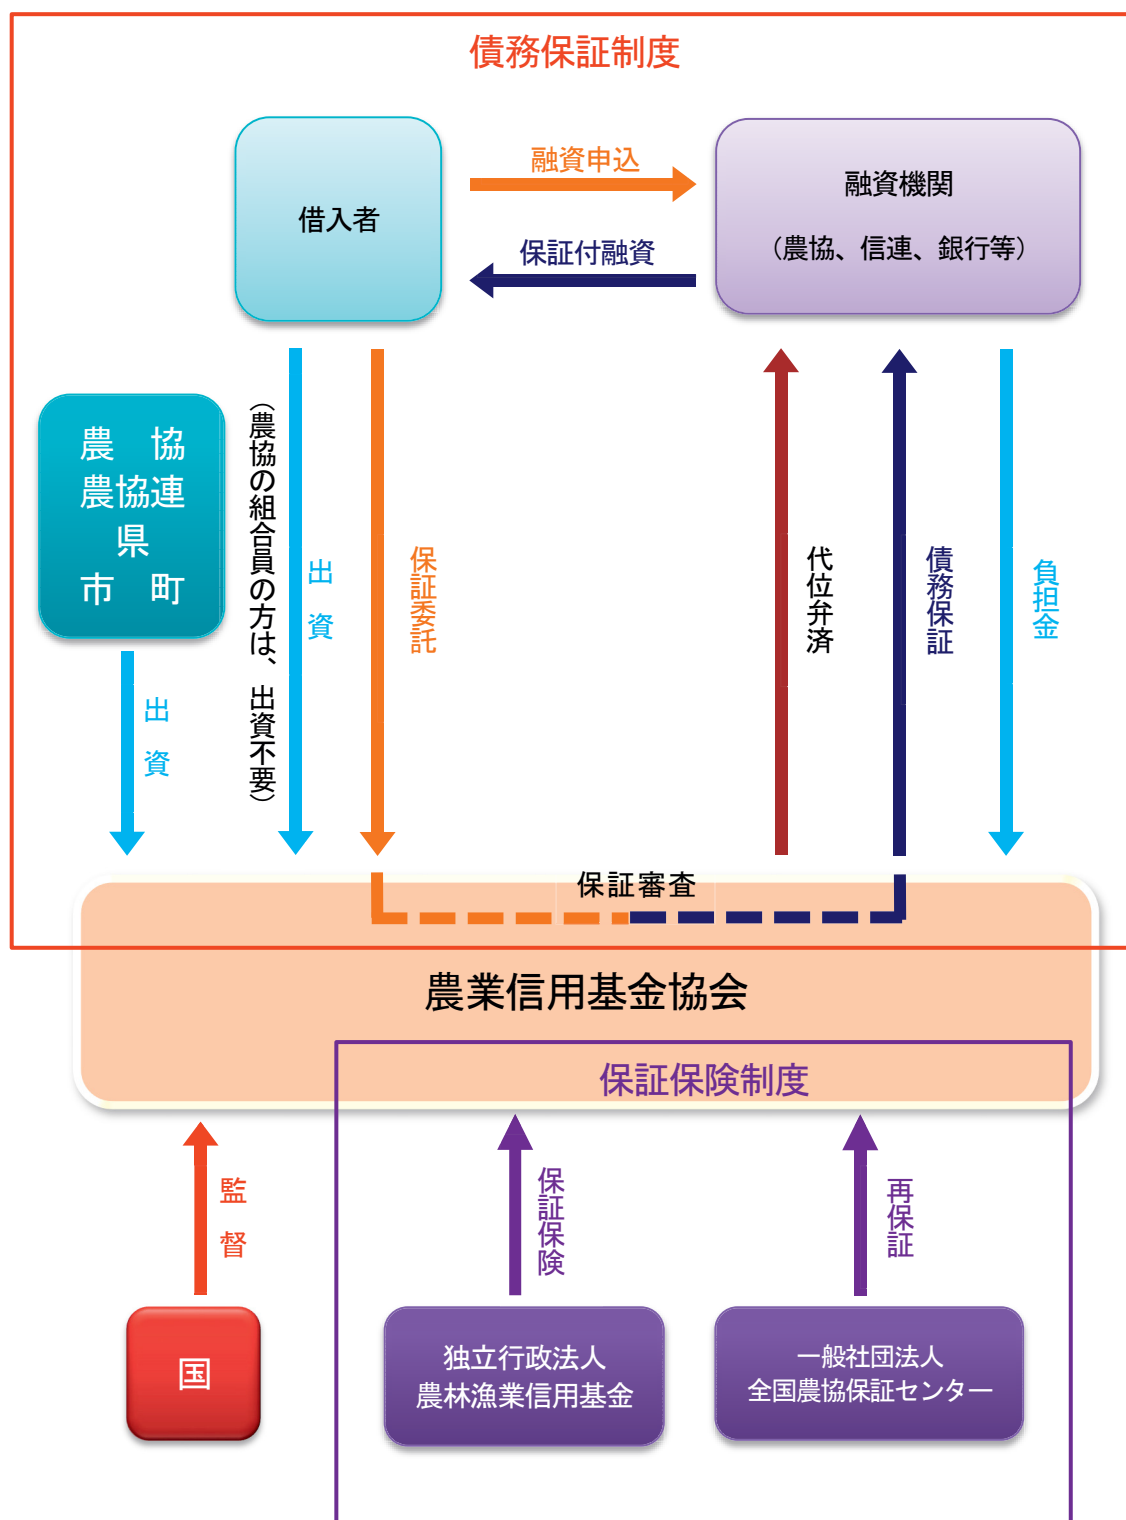 債務保証制度
借入者
融資申込
保証付融資
融資機関
（農協、信連、銀行等）
農　協
農協連
県
市　町
出　資
（農協の組合員の方は、出資不要）
出　資
保証委託
代位弁済
債務保証
負担金
保証審査
農業信用基金協会
保証保険制度
監　督
保証保険
再保証
国
独立行政法人
農林漁業信用基金
一般社団法人
全国農協保証センター